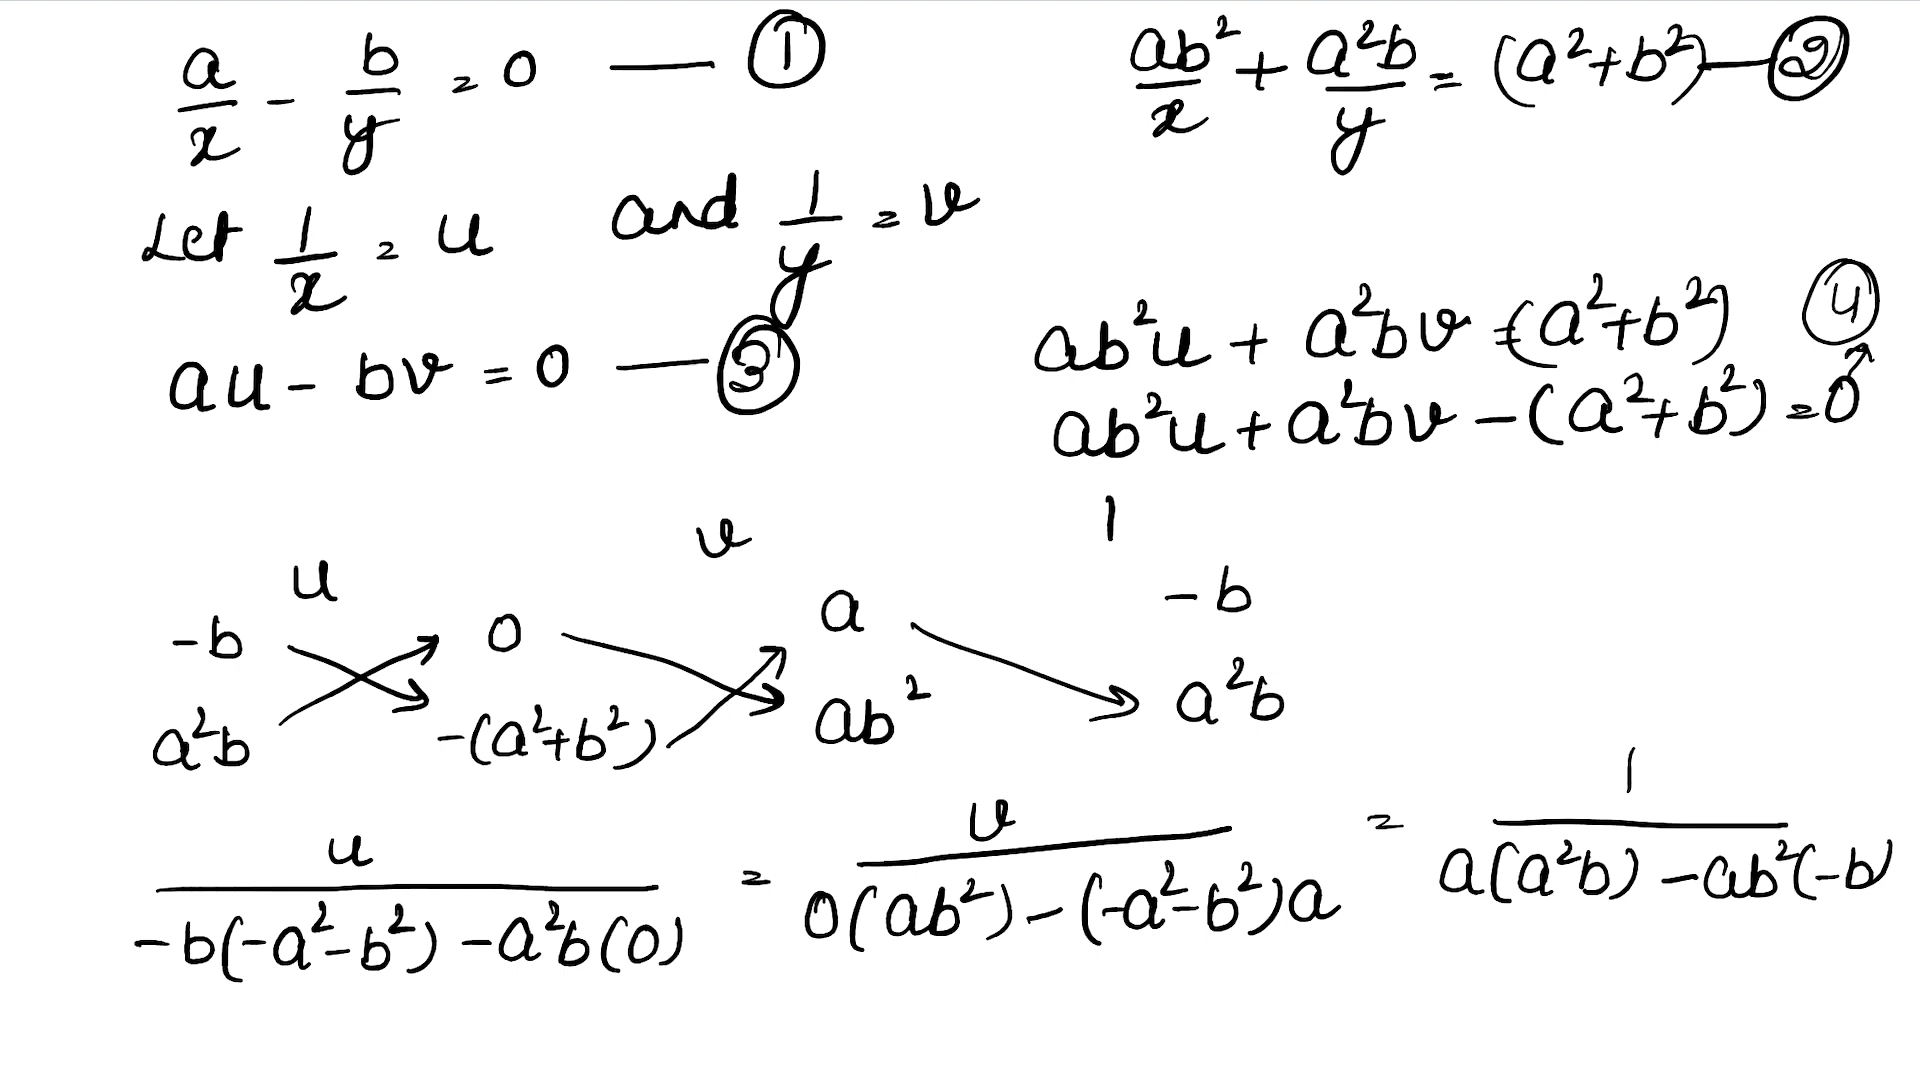 a/x - b/y = 0 — ①
ab²/x + a²b/y = (a²+b²) — ②
Let 1/x = u and 1/y = v
au - bv = 0 — ③
ab²u + a²bv = (a²+b²) ④
ab²u + a²bv - (a²+b²) = 0
u v 1
-b 0 a -b
a²b -(a²+b²) ab² a²b
u/(-b(-a²-b²) - a²b(0)) = v/(0(ab²) - (-a²-b²)a) = 1/(a(a²b) - ab²(-b)